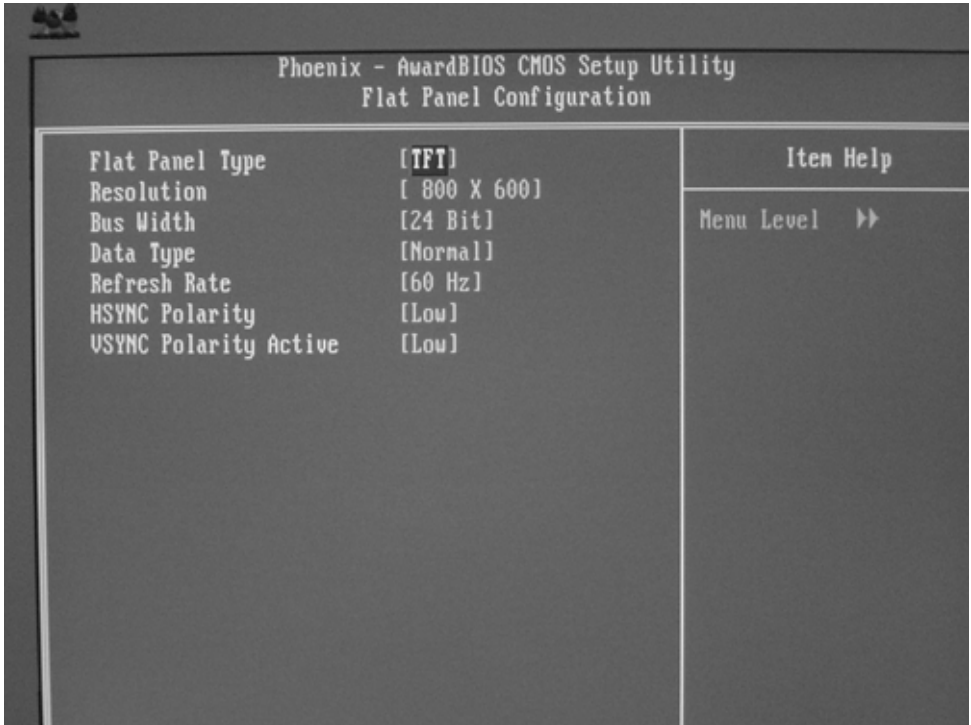 Phoenix - AwardBIOS CMOS Setup Utility
Flat Panel Configuration
Flat Panel Type [TFT]
Resolution [ 800 X 600]
Bus Width [24 Bit]
Data Type [Normal]
Refresh Rate [60 Hz]
HSYNC Polarity [Low]
VSYNC Polarity Active [Low]
Item Help
Menu Level